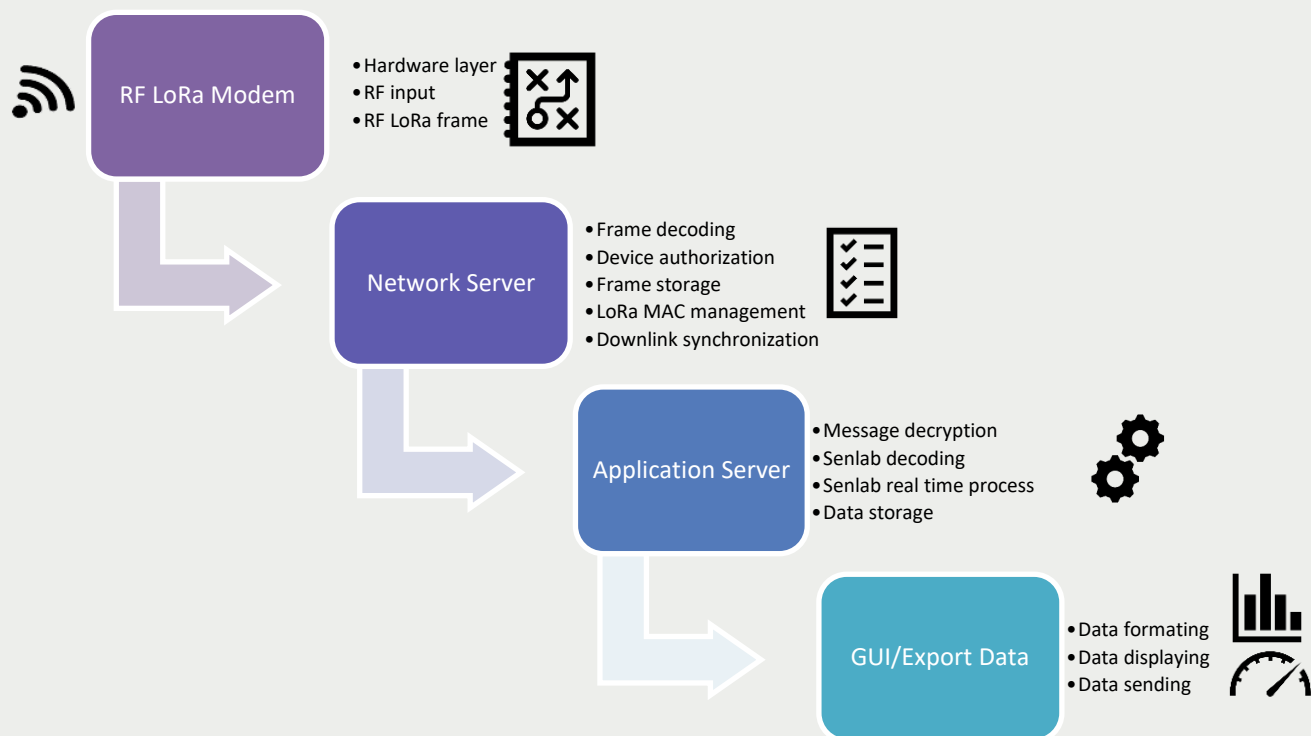 RF LoRa Modem
•Hardware layer
•RF input
•RF LoRa frame
Network Server
•Frame decoding
•Device authorization
•Frame storage
•LoRa MAC management
•Downlink synchronization
Application Server
•Message decryption
•Senlab decoding
•Senlab real time process
•Data storage
GUI/Export Data
•Data formating
•Data displaying
•Data sending